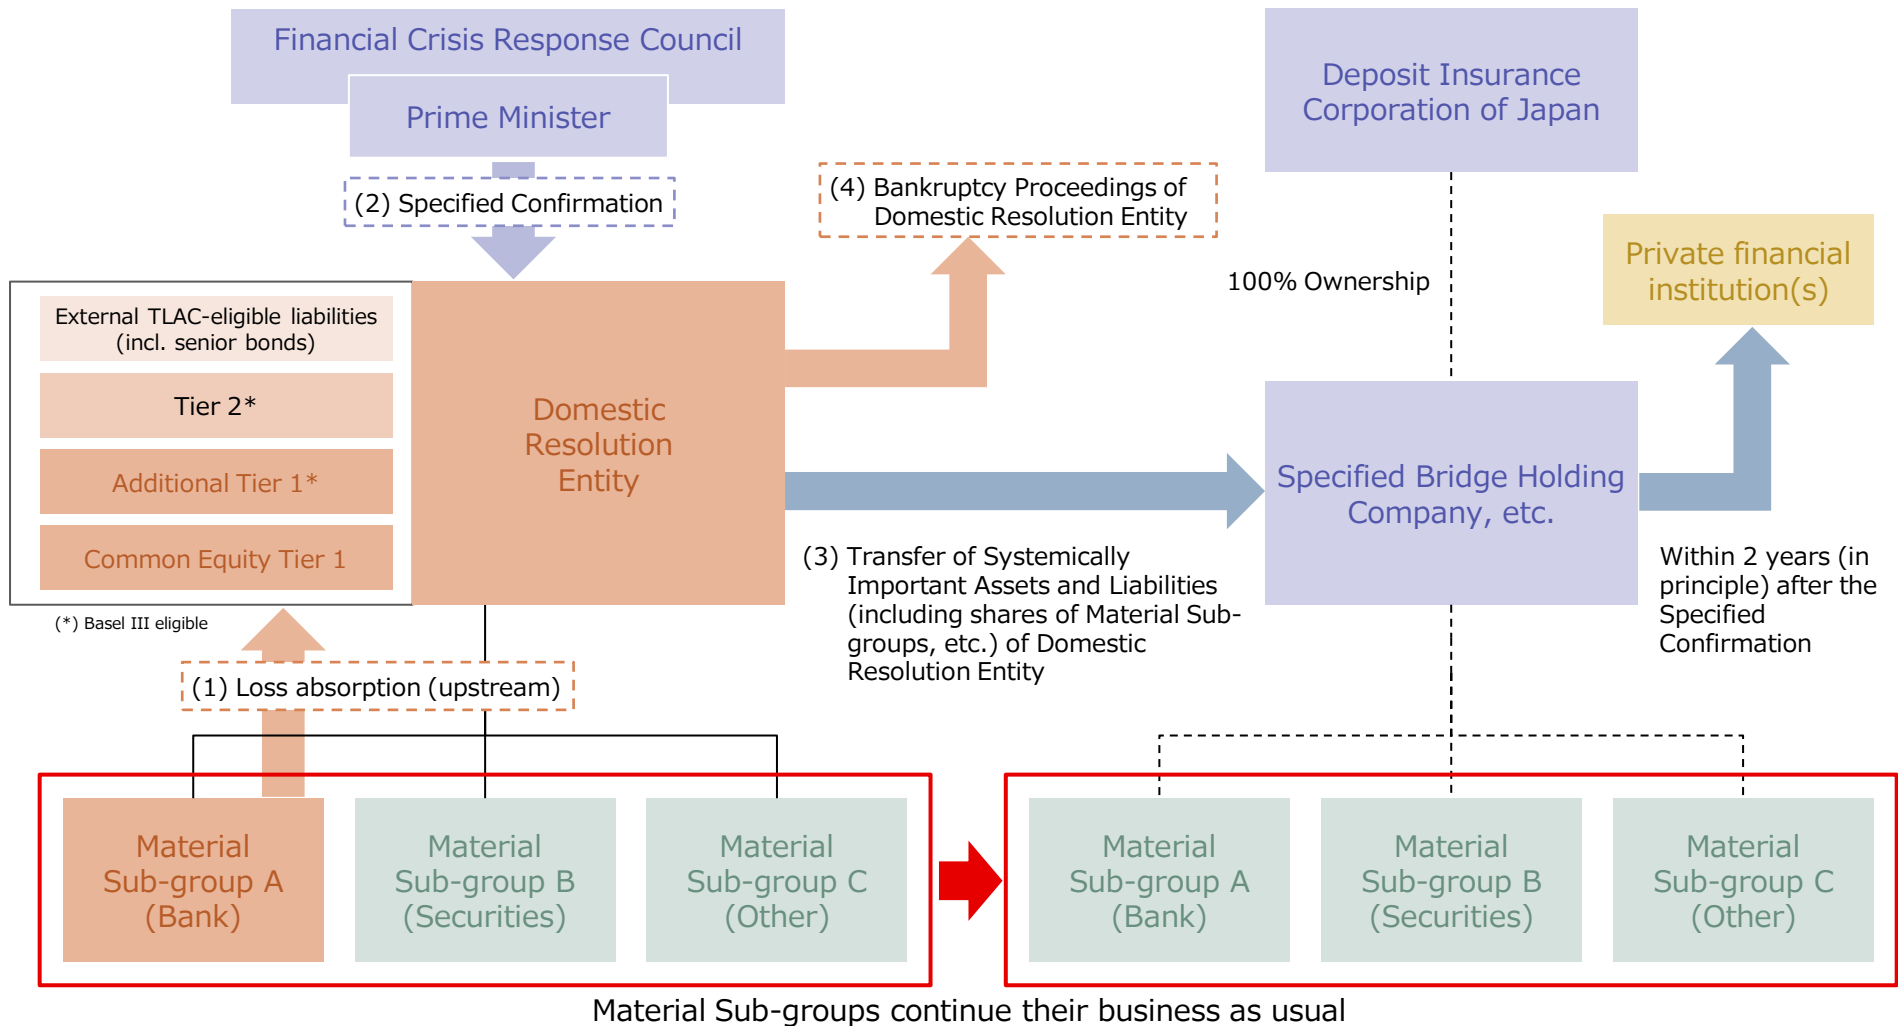 Financial Crisis Response Council
Prime Minister
(2) Specified Confirmation
Deposit Insurance
Corporation of Japan
(4) Bankruptcy Proceedings of
Domestic Resolution Entity
100% Ownership
Private financial
institution(s)
External TLAC-eligible liabilities
(incl. senior bonds)
Tier 2*
Additional Tier 1*
Common Equity Tier 1
(*) Basel III eligible
Domestic
Resolution
Entity
Specified Bridge Holding
Company, etc.
(3) Transfer of Systemically
Important Assets and Liabilities
(including shares of Material Sub-
groups, etc.) of Domestic
Resolution Entity
Within 2 years (in
principle) after the
Specified
Confirmation
(1) Loss absorption (upstream)
Material
Sub-group A
(Bank)
Material
Sub-group B
(Securities)
Material
Sub-group C
(Other)
Material
Sub-group A
(Bank)
Material
Sub-group B
(Securities)
Material
Sub-group C
(Other)
Material Sub-groups continue their business as usual